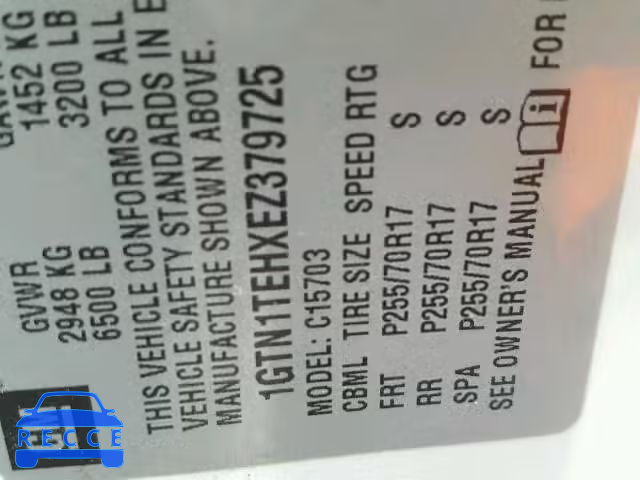 GVWR
2948 KG
6500 LB
1452 KG
3200 LB
THIS VEHICLE CONFORMS TO ALL
VEHICLE SAFETY STANDARDS IN E
MANUFACTURE SHOWN ABOVE.
1GTN1TEHXEZ379725
MODEL: C15703
CBML TIRE SIZE SPEED RTG
FRT P255/70R17 S
RR P255/70R17 S
SPA P255/70R17 S
SEE OWNER'S MANUAL i FOR
RECCE